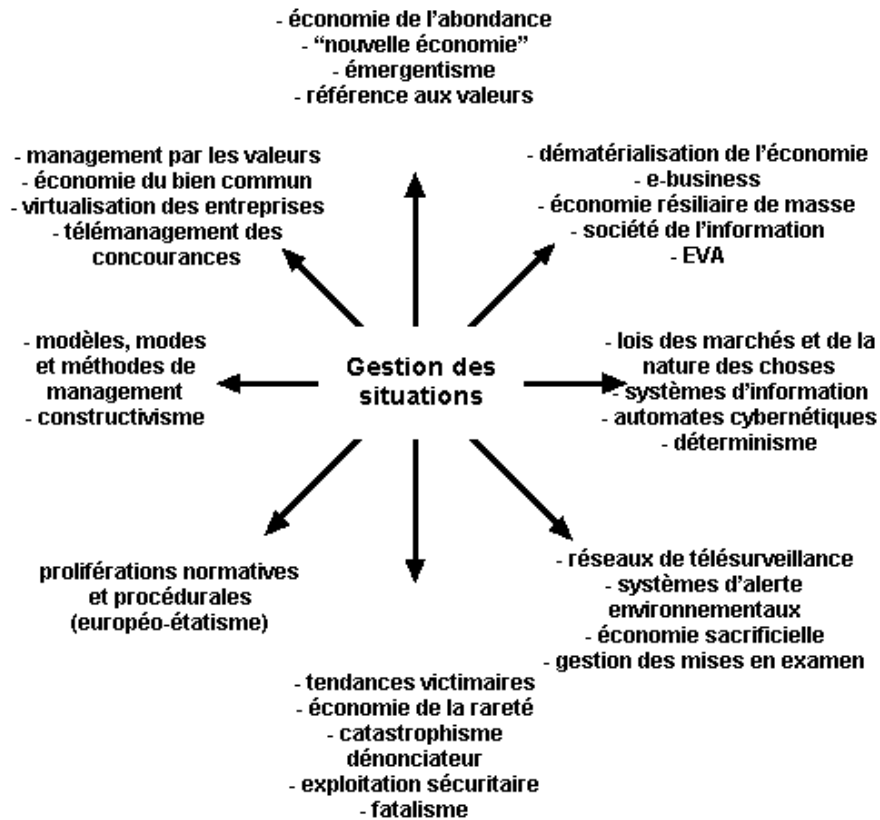 - économie de l’abondance
- “nouvelle économie”
- émergentisme
- référence aux valeurs
- management par les valeurs
- économie du bien commun
- virtualisation des entreprises
- télémanagement des
concourances
- dématérialisation de l’économie
- e-business
- économie résiliaire de masse
- société de l’information
- EVA
- modèles, modes
et méthodes de
management
- constructivisme
Gestion des
situations
- lois des marchés et de la
nature des choses
- systèmes d’information
- automates cybernétiques
- déterminisme
proliférations normatives
et procédurales
(européo-étatisme)
- réseaux de télésurveillance
- systèmes d’alerte
environnementaux
- économie sacrificielle
- gestion des mises en examen
- tendances victimaires
- économie de la rareté
- catastrophisme
dénonciateur
- exploitation sécuritaire
- fatalisme